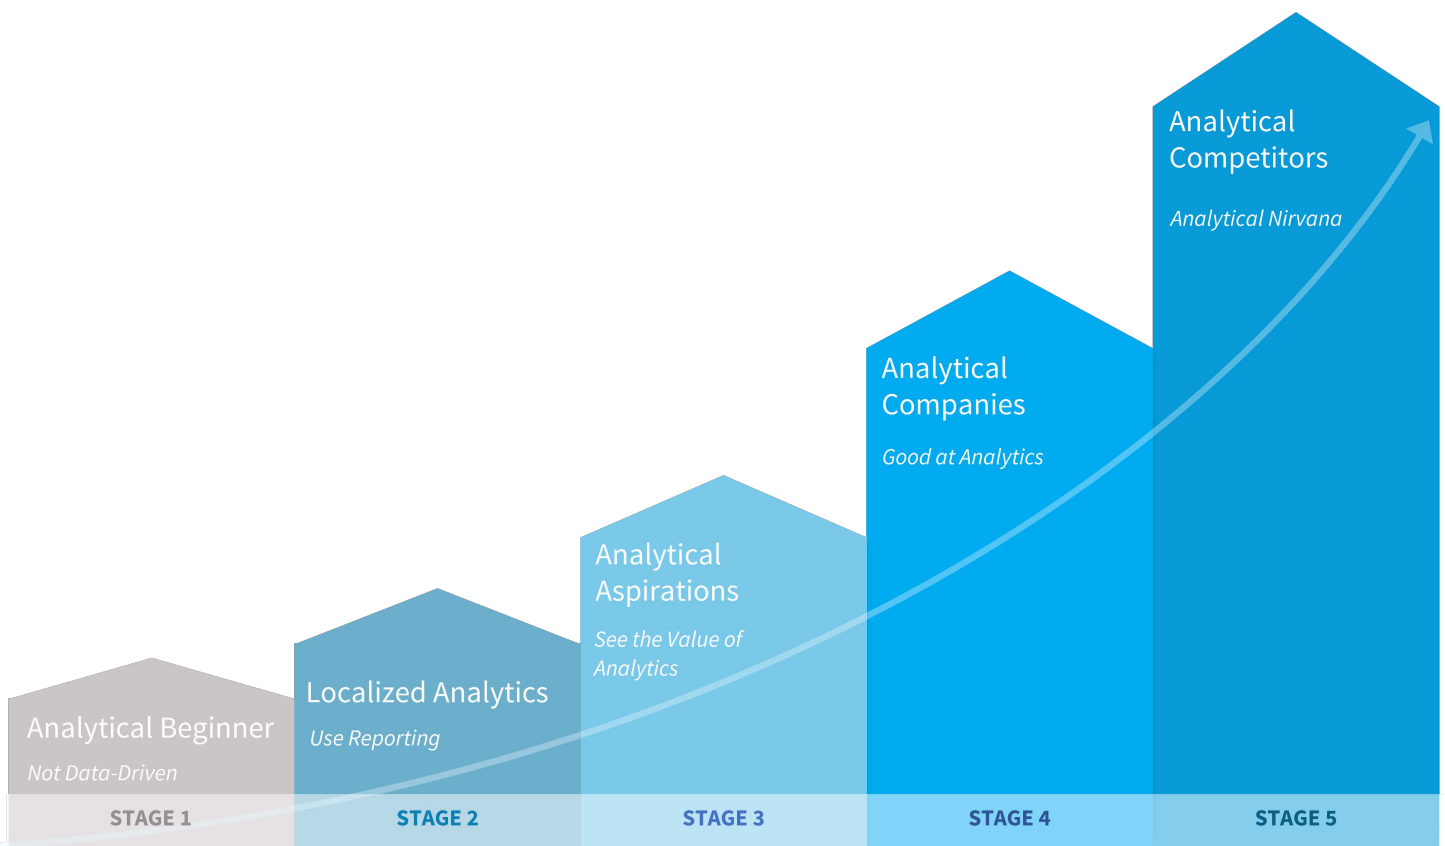 Analytical Beginner
Not Data-Driven
STAGE 1
Localized Analytics
Use Reporting
STAGE 2
Analytical
Aspirations
See the Value of
Analytics
STAGE 3
Analytical
Companies
Good at Analytics
STAGE 4
Analytical
Competitors
Analytical Nirvana
STAGE 5